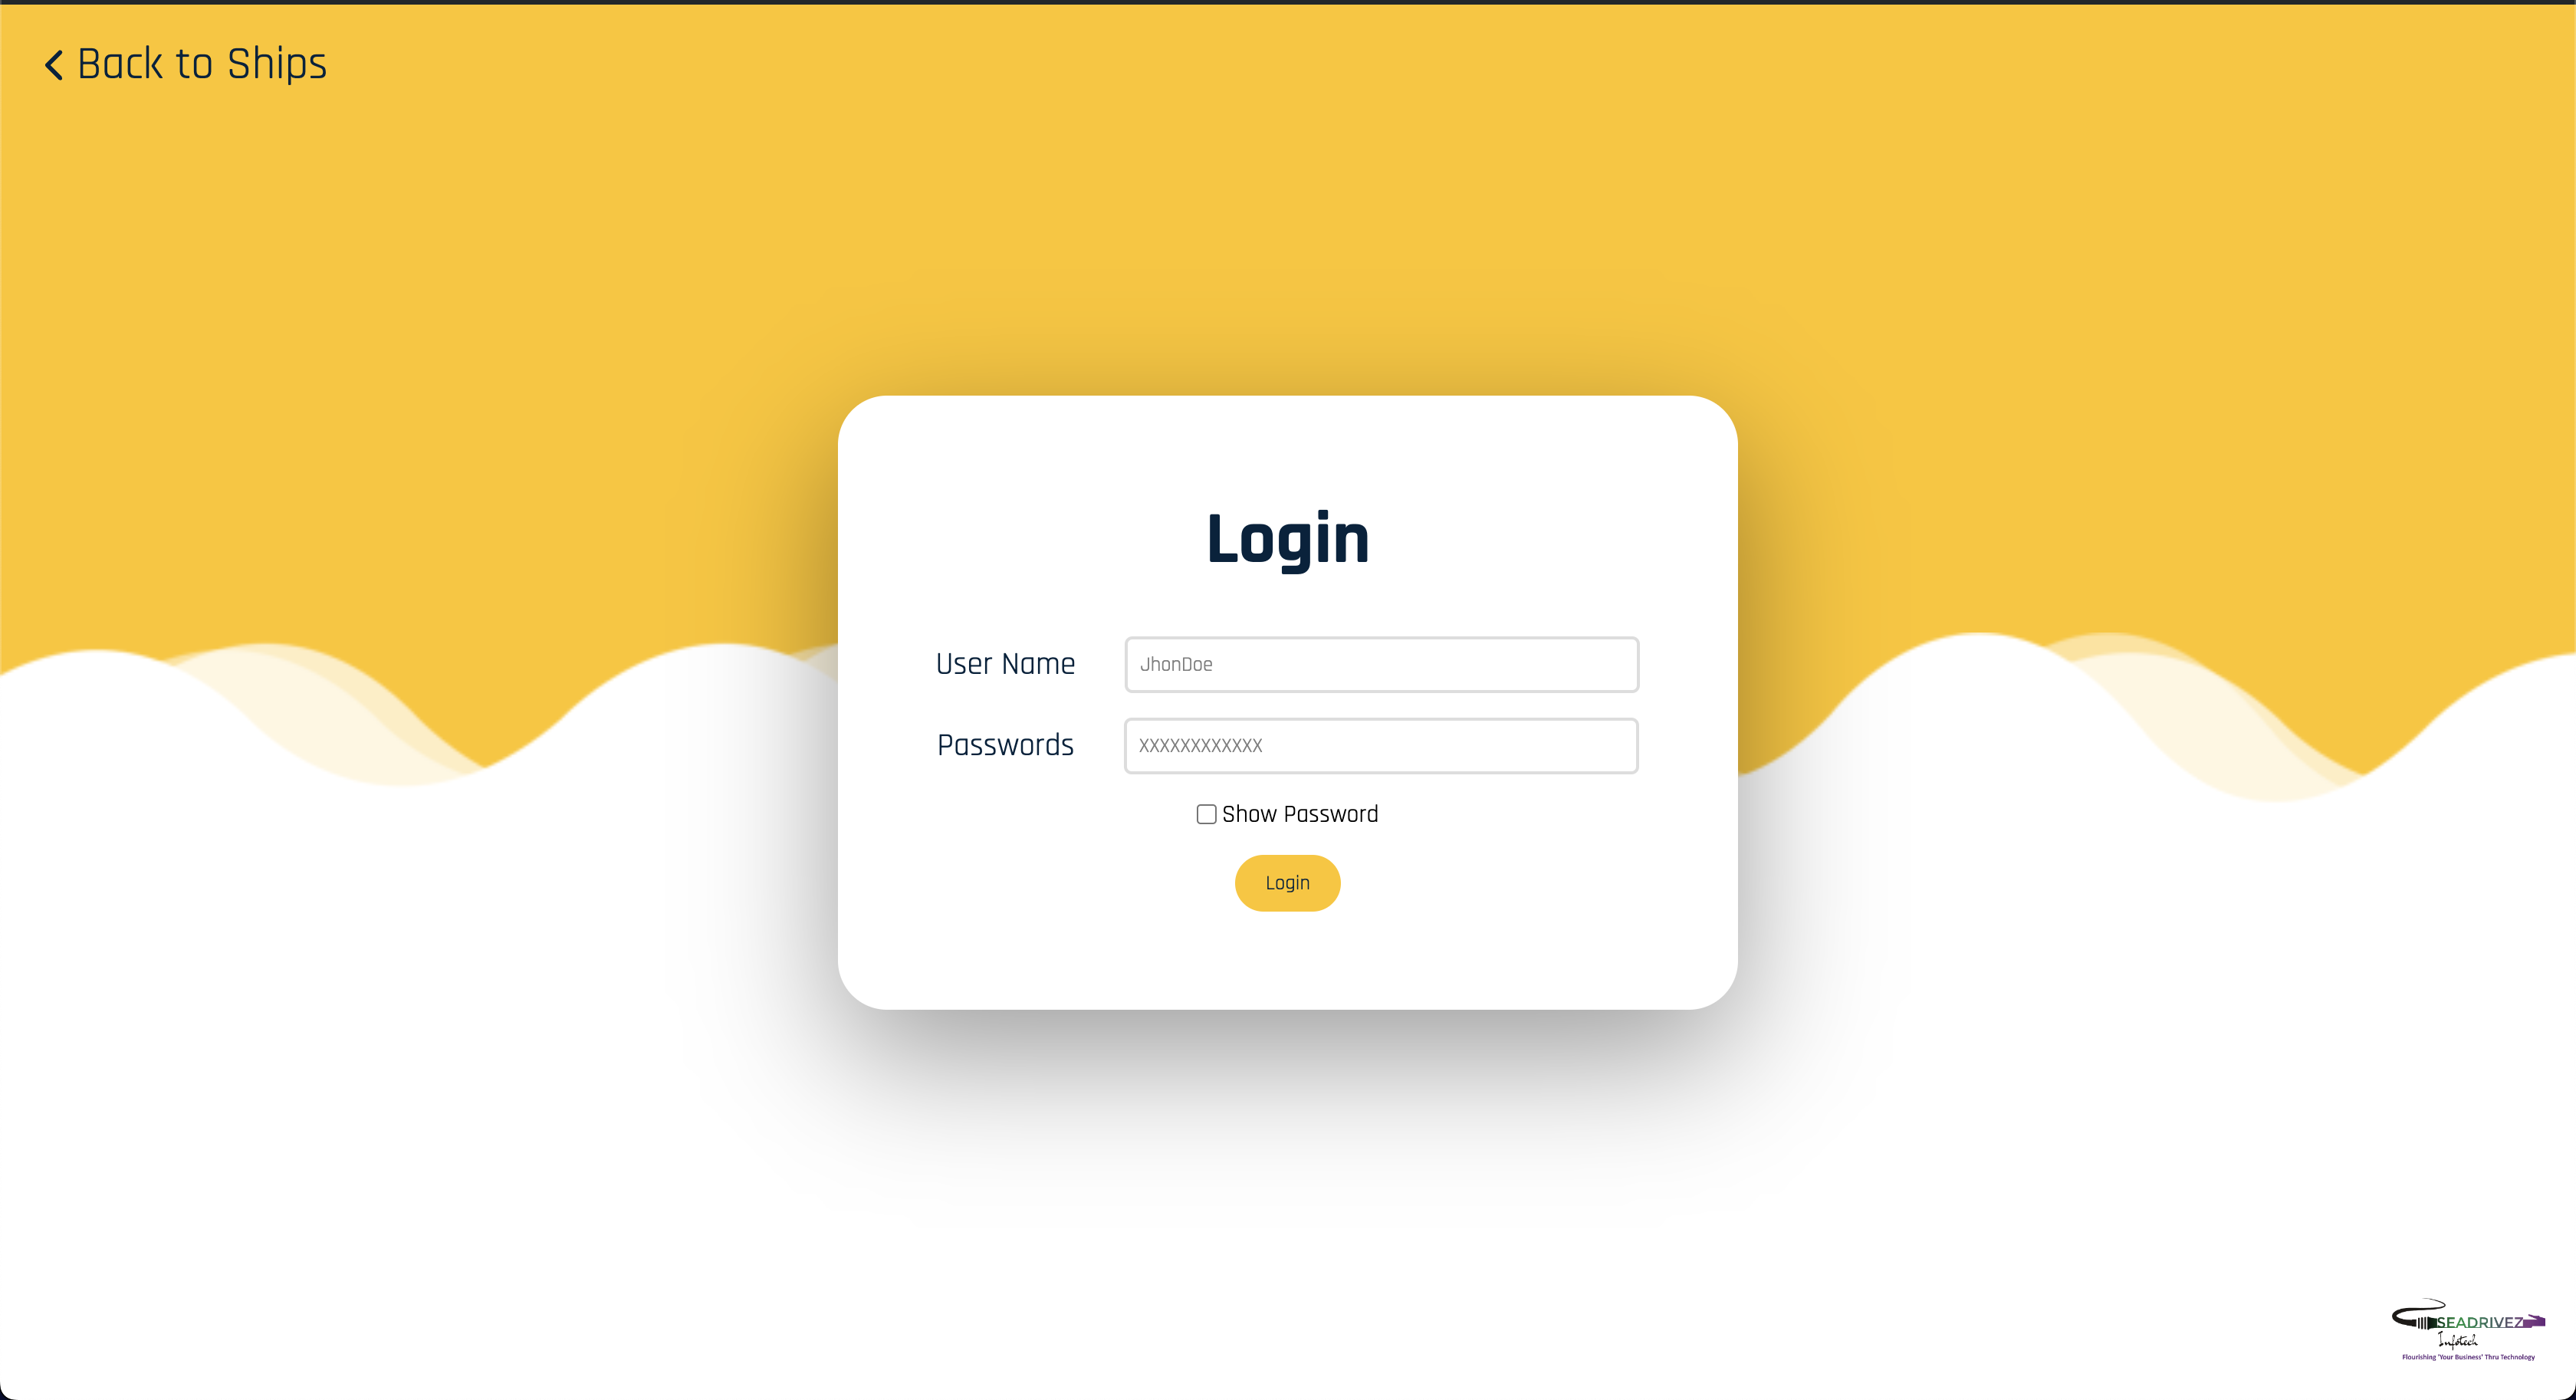 Back to Ships
Login
User Name
JhonDoe
Passwords
XXXXXXXXXXXX
Show Password
Login
SEADRIVEZ
Infotech
Flourishing 'Your Business' Thru Technology